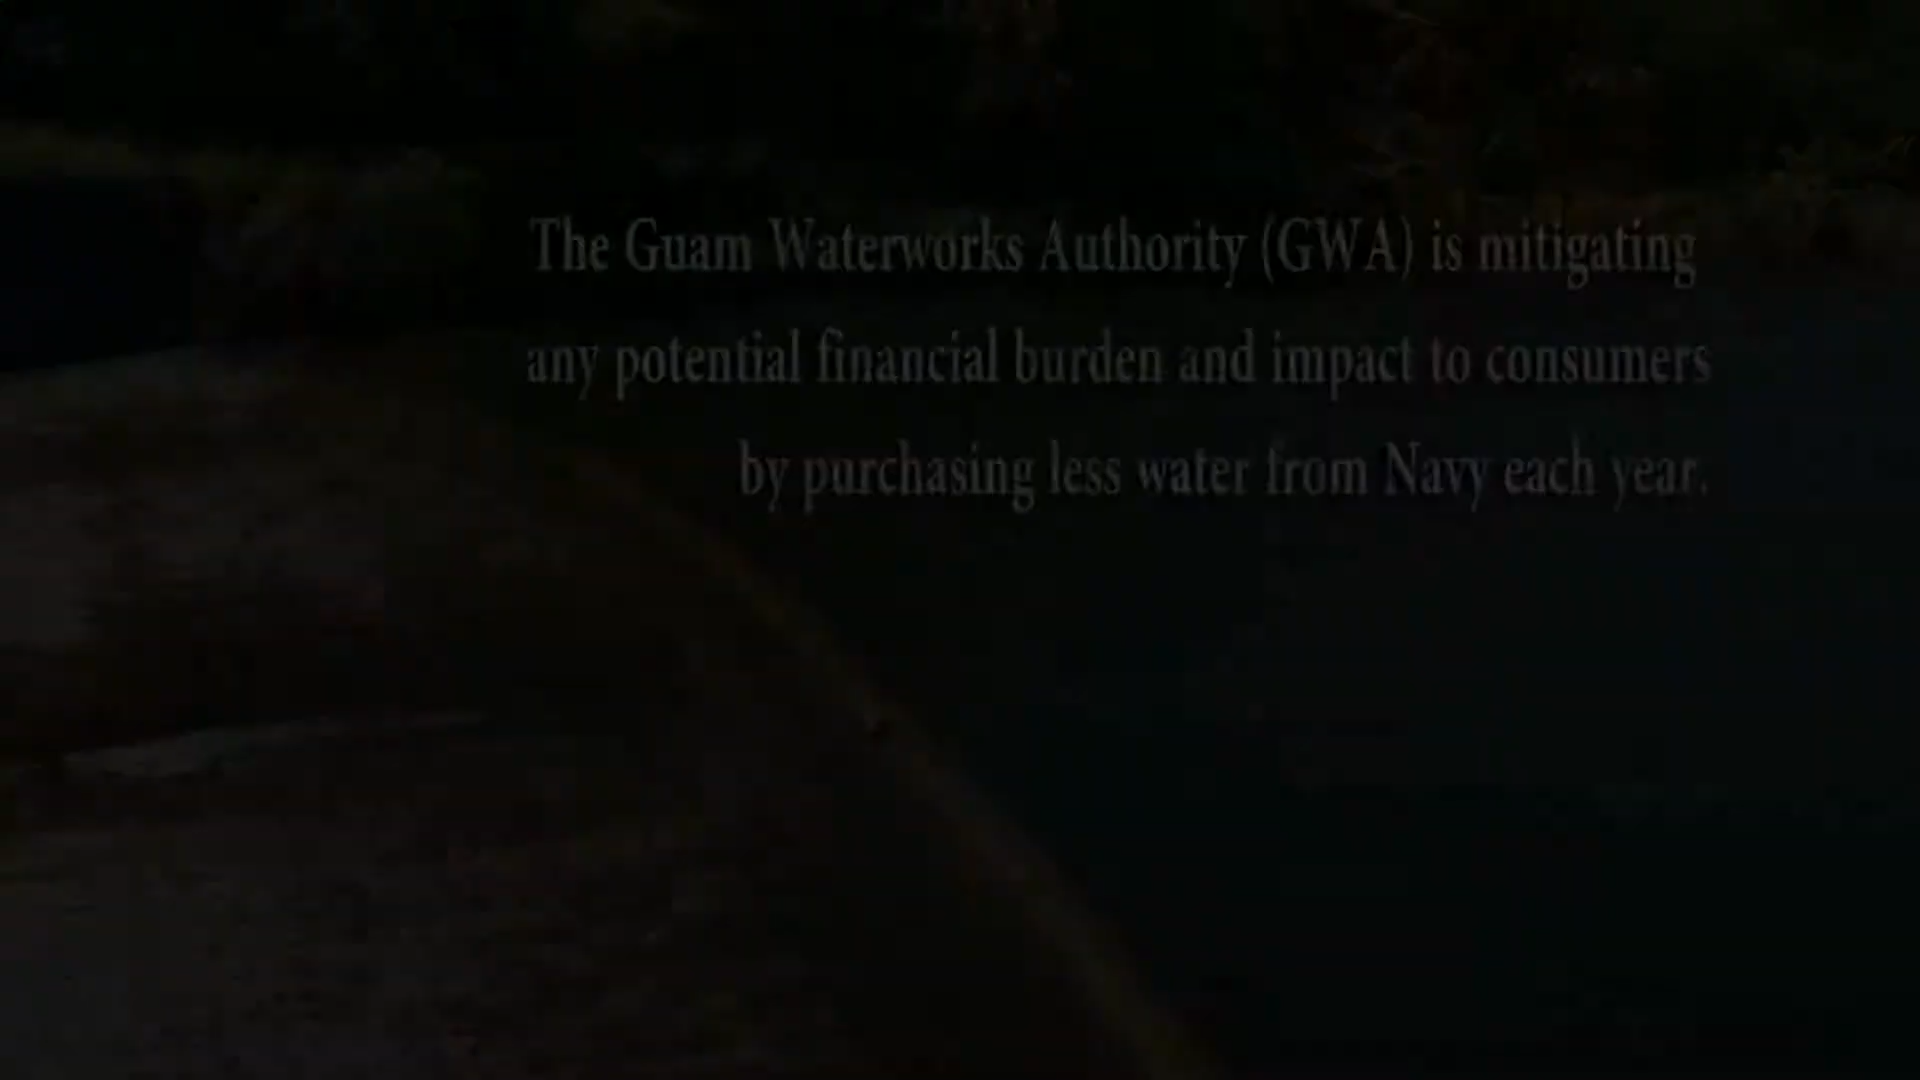 The Guam Waterworks Authority (GWA) is mitigating
any potential financial burden and impact to consumers
by purchasing less water from Navy each year.